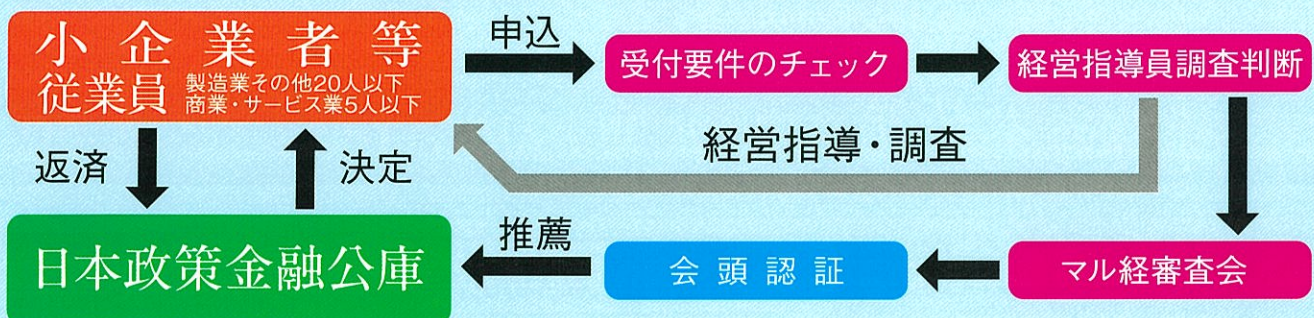 小企業者等
従業員 製造業その他20人以下
商業・サービス業5人以下
申込
受付要件のチェック
経営指導員調査判断
経営指導・調査
返済
決定
日本政策金融公庫
推薦
会頭認証
マル経審査会